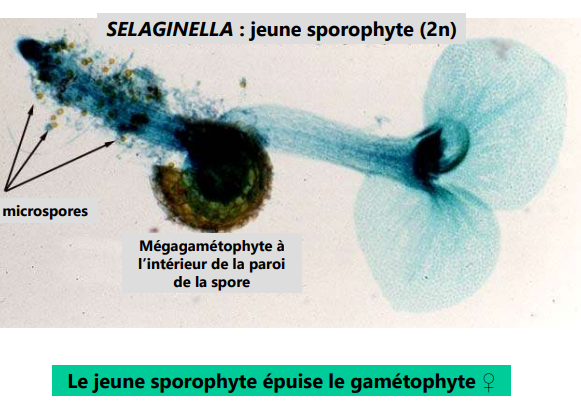 SELAGINELLA : jeune sporophyte (2n)
microspores
Mégagamétophyte à
l'intérieur de la paroi
de la spore
Le jeune sporophyte épuise le gamétophyte ♀